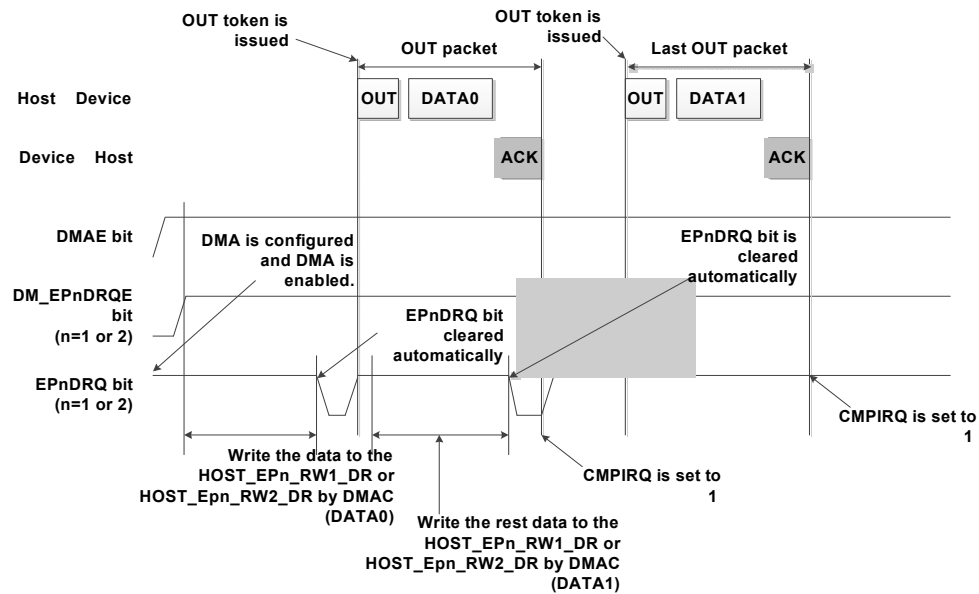 OUT token is
issued
OUT packet
OUT token is
issued
Last OUT packet
Host Device
OUT
DATA0
OUT
DATA1
Device Host
ACK
ACK
DMAE bit
DMA is configured
and DMA is
enabled.
EPnDRQ bit is
cleared
automatically
DM_EPnDRQE
bit
(n=1 or 2)
EPnDRQ bit
cleared
automatically
EPnDRQ bit
(n=1 or 2)
CMPIRQ is set to
1
Write the data to the
HOST_EPn_RW1_DR or
HOST_Epn_RW2_DR by DMAC
(DATA0)
CMPIRQ is set to
1
Write the rest data to the
HOST_EPn_RW1_DR or
HOST_Epn_RW2_DR by DMAC
(DATA1)